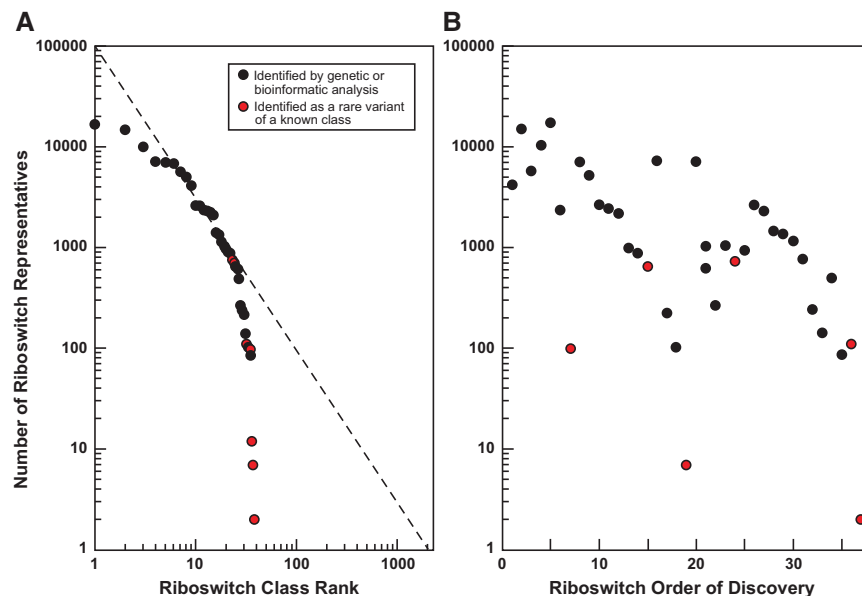 A
B
100000
10000
1000
100
10
1
Number of Riboswitch Representatives
Identified by genetic or
bioinformatic analysis
Identified as a rare variant
of a known class
1
10
100
1000
Riboswitch Class Rank
100000
10000
1000
100
10
1
0
10
20
30
Riboswitch Order of Discovery